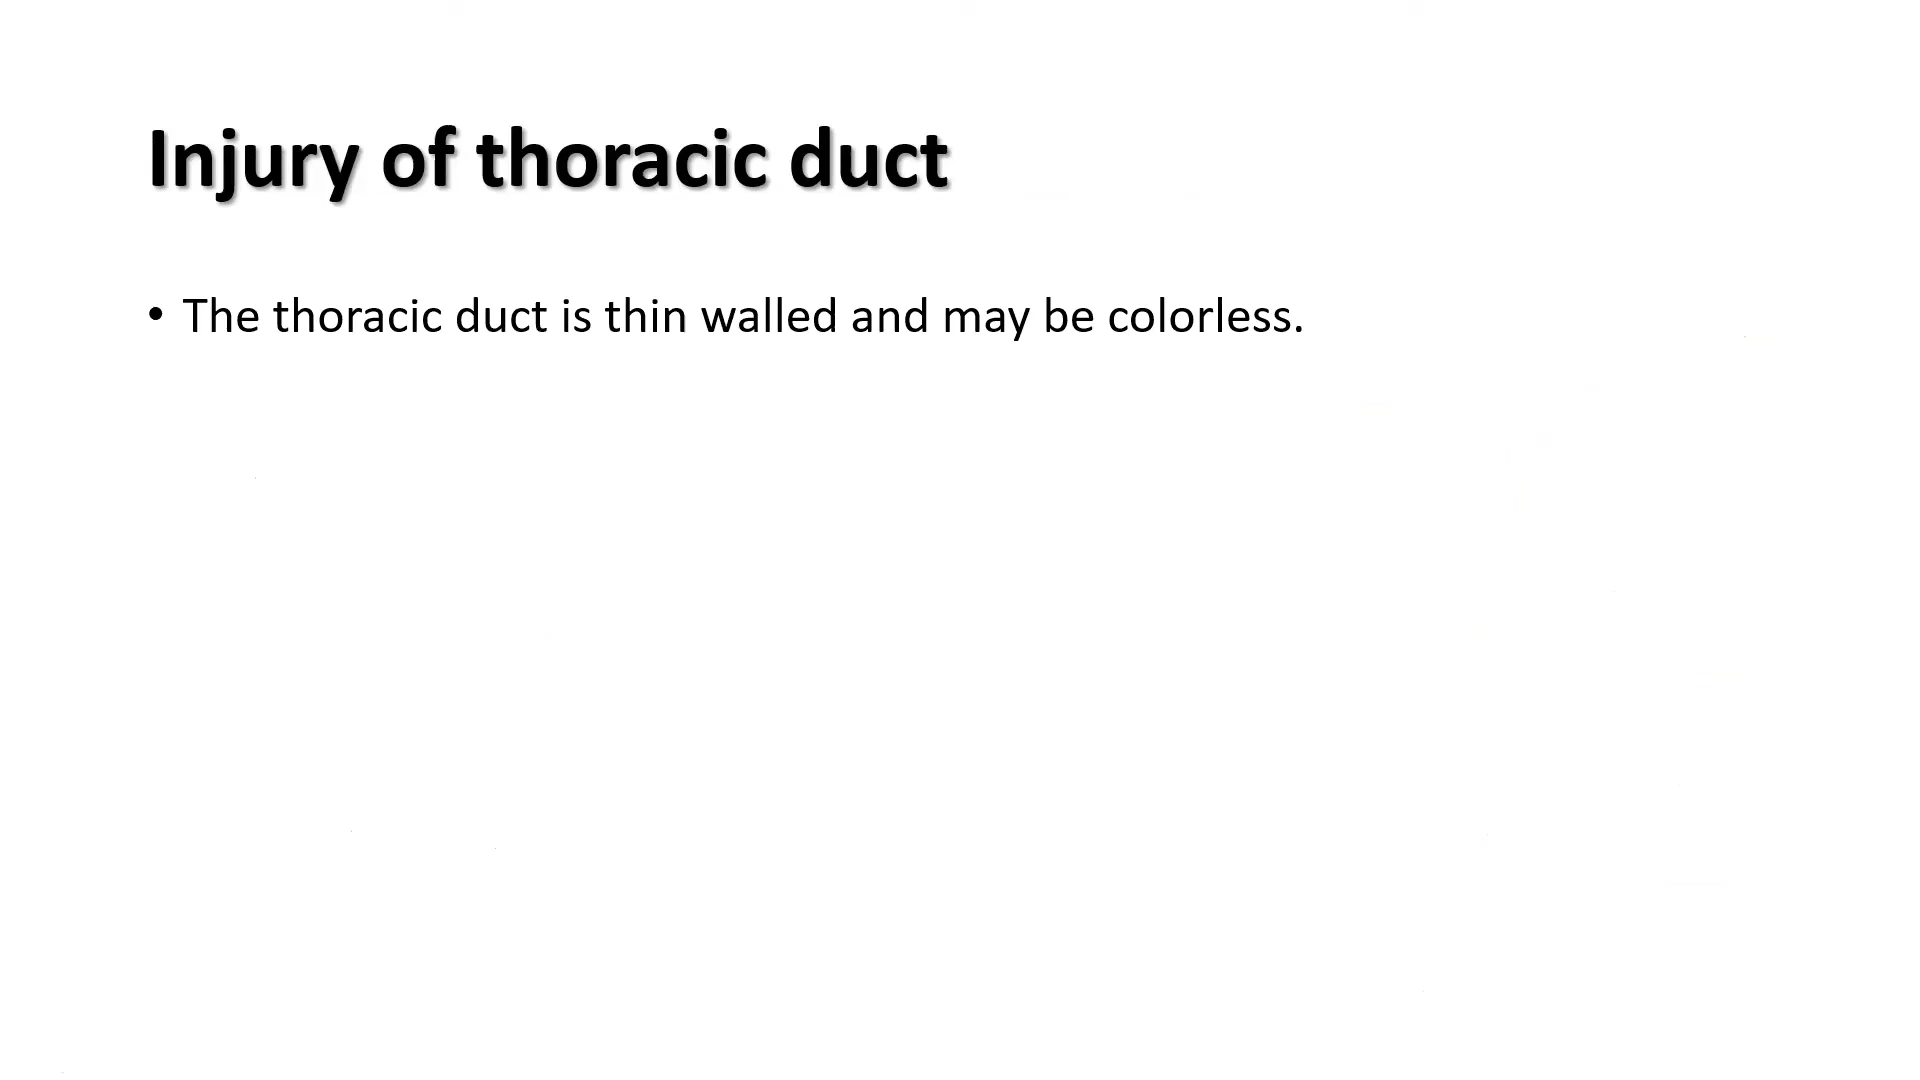 Injury of thoracic duct
• The thoracic duct is thin walled and may be colorless.